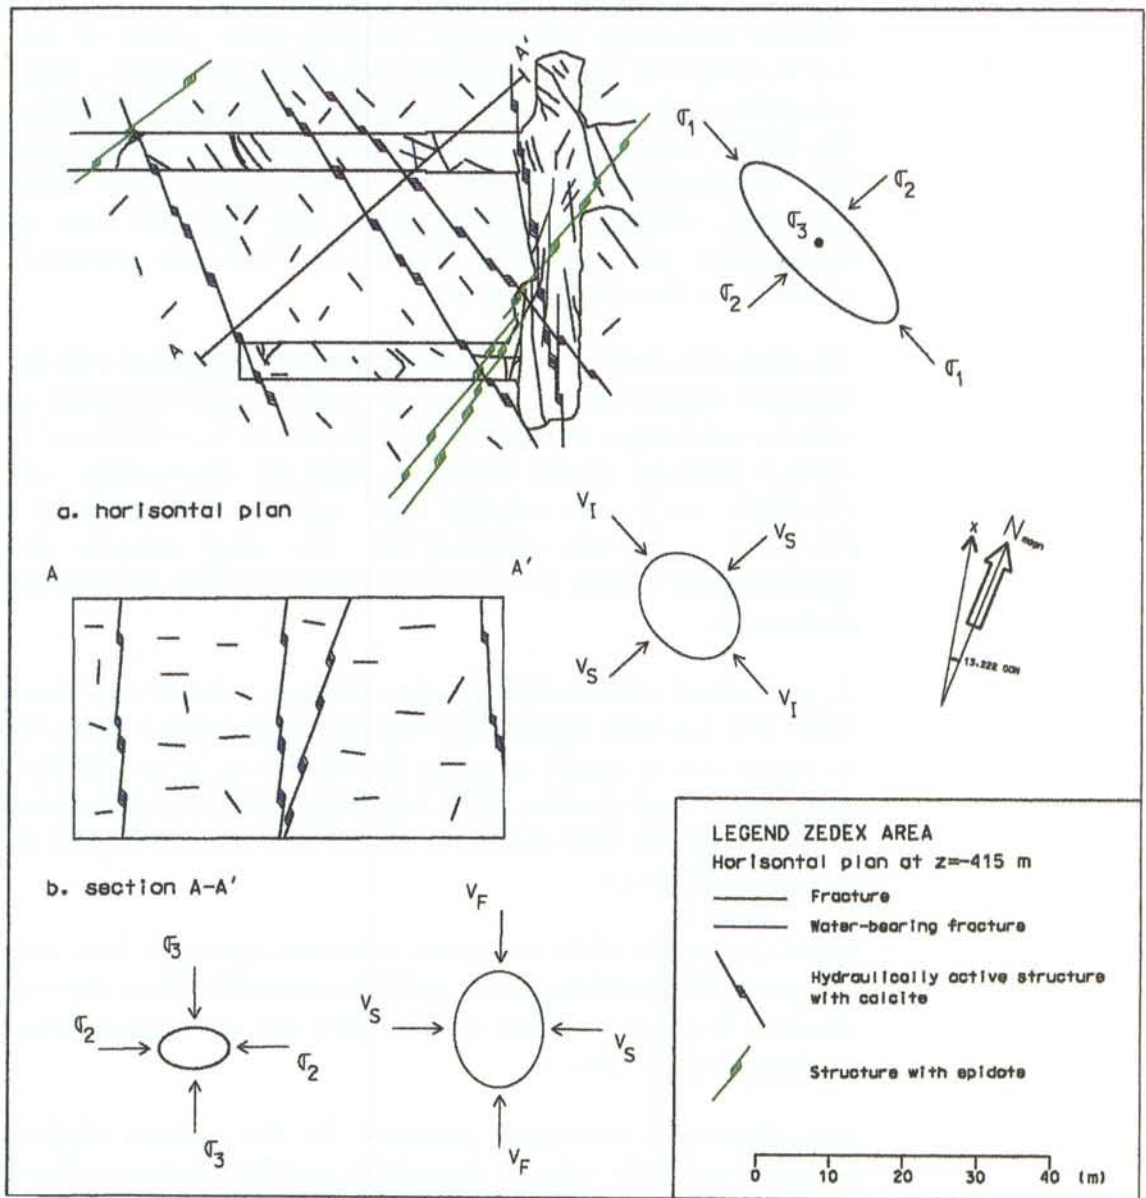 A'
A
σ1
σ2
σ3
σ2
σ1
a. horisontal plan
A
A'
VI
VS
VS
VI
x
Nmagn
13.222 GON
b. section A-A'
σ3
σ2
σ2
σ3
VF
VS
VS
VF
LEGEND ZEDEX AREA
Horisontal plan at z=-415 m
Fracture
Water-bearing fracture
Hydraulically active structure
with calcite
Structure with epidote
0 10 20 30 40 (m)